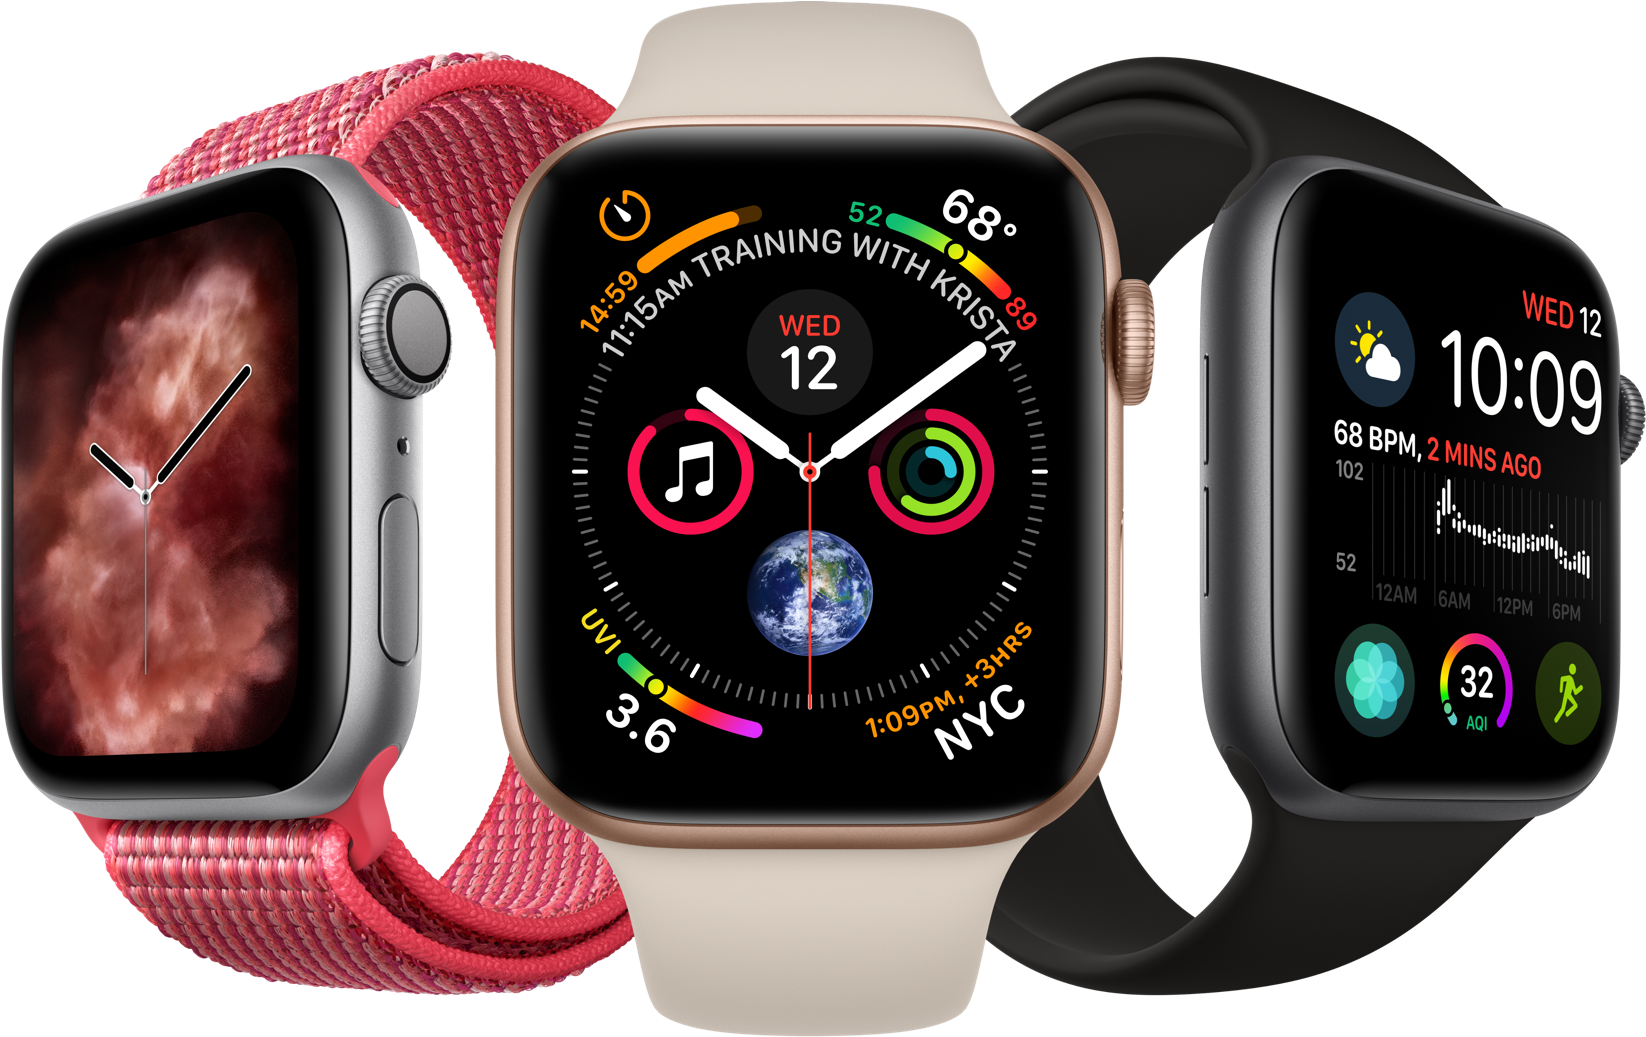 14:59
11:15AM TRAINING WITH KRISTA
52
68°
89
WED
12
UVI
3.6
1:09PM, +3HRS
NYC
WED 12
10:09
68 BPM, 2 MINS AGO
102
52
12AM 6AM 12PM 6PM
32
AQI